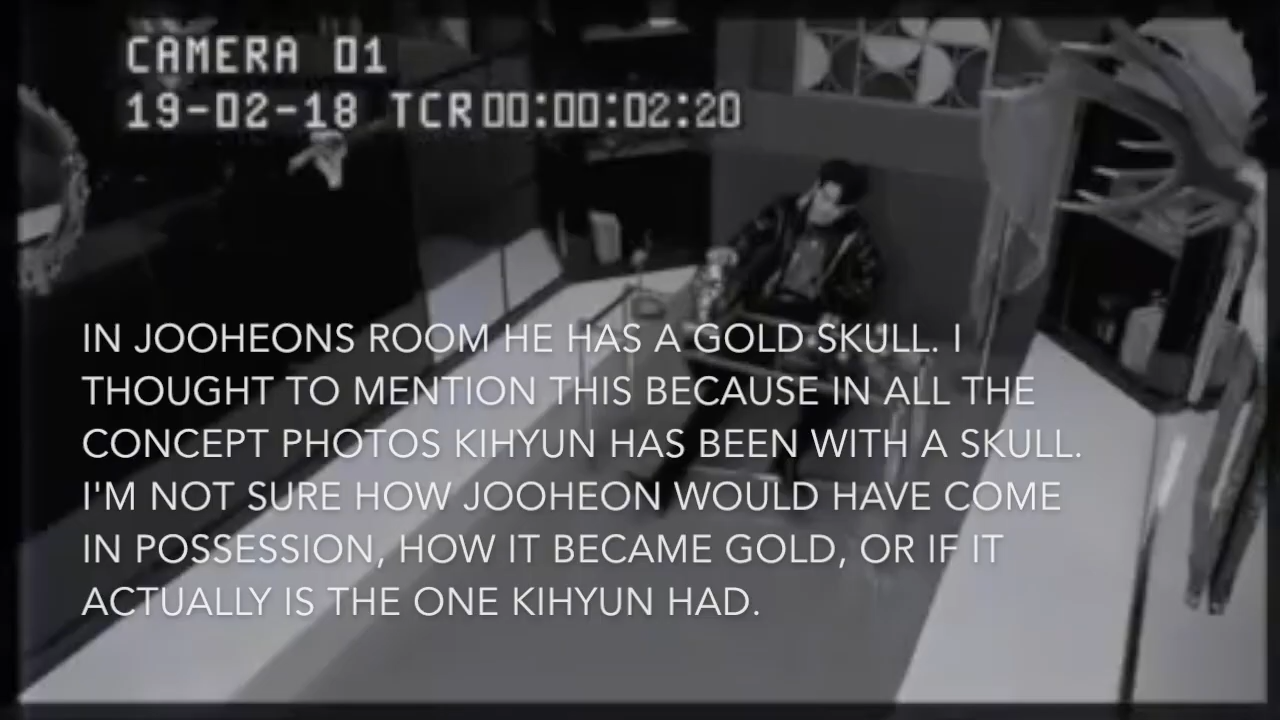 CAMERA 01
19-02-18 TCR 00:00:02:20
IN JOOHEONS ROOM HE HAS A GOLD SKULL. I
THOUGHT TO MENTION THIS BECAUSE IN ALL THE
CONCEPT PHOTOS KIHYUN HAS BEEN WITH A SKULL.
I'M NOT SURE HOW JOOHEON WOULD HAVE COME
IN POSSESSION, HOW IT BECAME GOLD, OR IF IT
ACTUALLY IS THE ONE KIHYUN HAD.